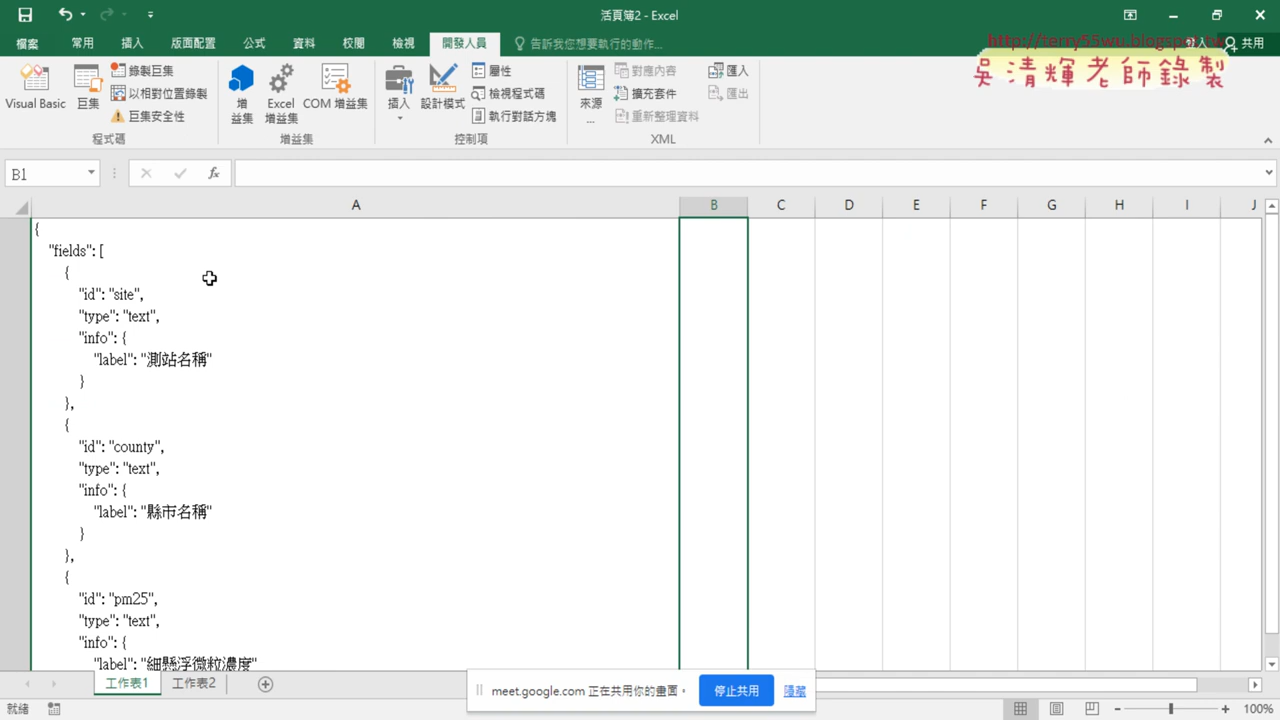 活頁簿2 - Excel
檔案 常用 插入 版面配置 公式 資料 校閱 檢視 開發人員 告訴我您想要執行的動作... 登入 共用
http://terry55wu.blogspot.tw
吳清輝老師錄製
Visual Basic 巨集 錄製巨集 以相對位置錄製 巨集安全性 程式碼
增益集 Excel 增益集 COM 增益集 增益集
插入 設計模式 屬性 檢視程式碼 執行對話方塊 控制項
來源... 對應內容 擴充套件 重新整理資料 匯入 匯出 XML
B1 fx
A B C D E F G H I J
{
"fields": [
{
"id": "site",
"type": "text",
"info": {
"label": "測站名稱"
}
},
{
"id": "county",
"type": "text",
"info": {
"label": "縣市名稱"
}
},
{
"id": "pm25",
"type": "text",
"info": {
"label": "細懸浮微粒濃度"
工作表1 工作表2
meet.google.com 正在共用你的畫面。 停止共用 隱藏
就緒 100%